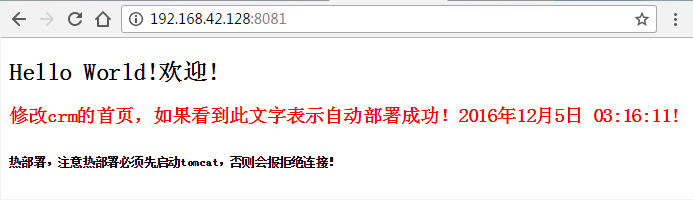 192.168.42.128:8081
Hello World!欢迎!
修改crm的首页，如果看到此文字表示自动部署成功！2016年12月5日 03:16:11!
热部署，注意热部署必须先启动tomcat，否则会报拒绝连接！